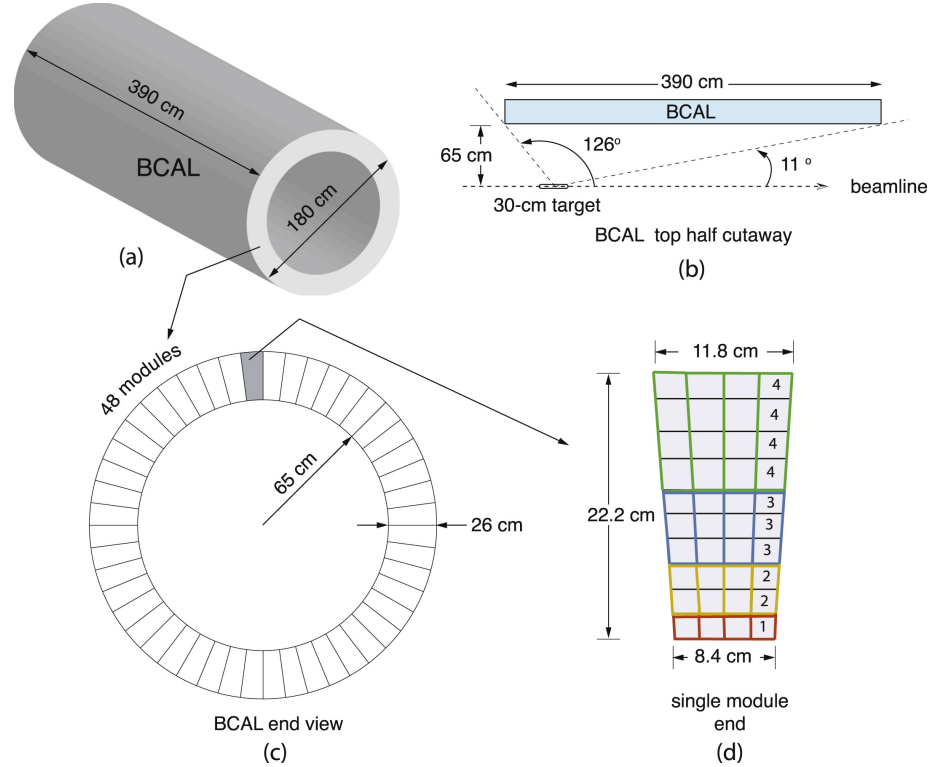 390 cm
BCAL
180 cm
(a)
390 cm
BCAL
65 cm
126º
11 º
beamline
30-cm target
BCAL top half cutaway
(b)
48 modules
65 cm
26 cm
BCAL end view
(c)
11.8 cm
4
4
4
4
3
22.2 cm
3
3
2
2
1
8.4 cm
single module
end
(d)